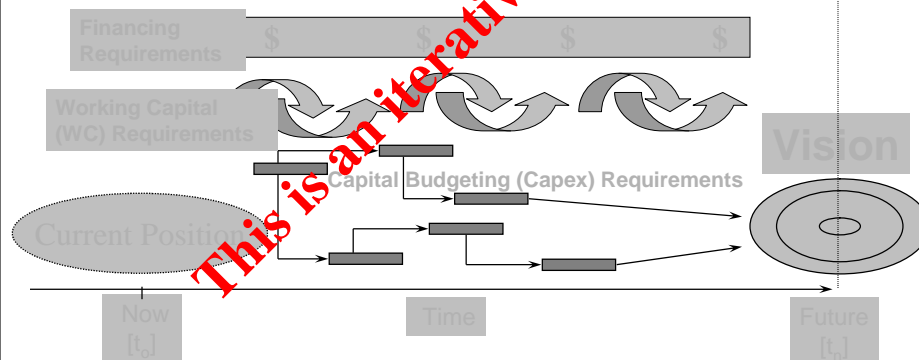 Financing
Requirements
$ $ $ $
Working Capital
(WC) Requirements
Vision
Capital Budgeting (Capex) Requirements
Current Position
This is an iterativ
Now
[t₀]
Time
Future
[tₙ]